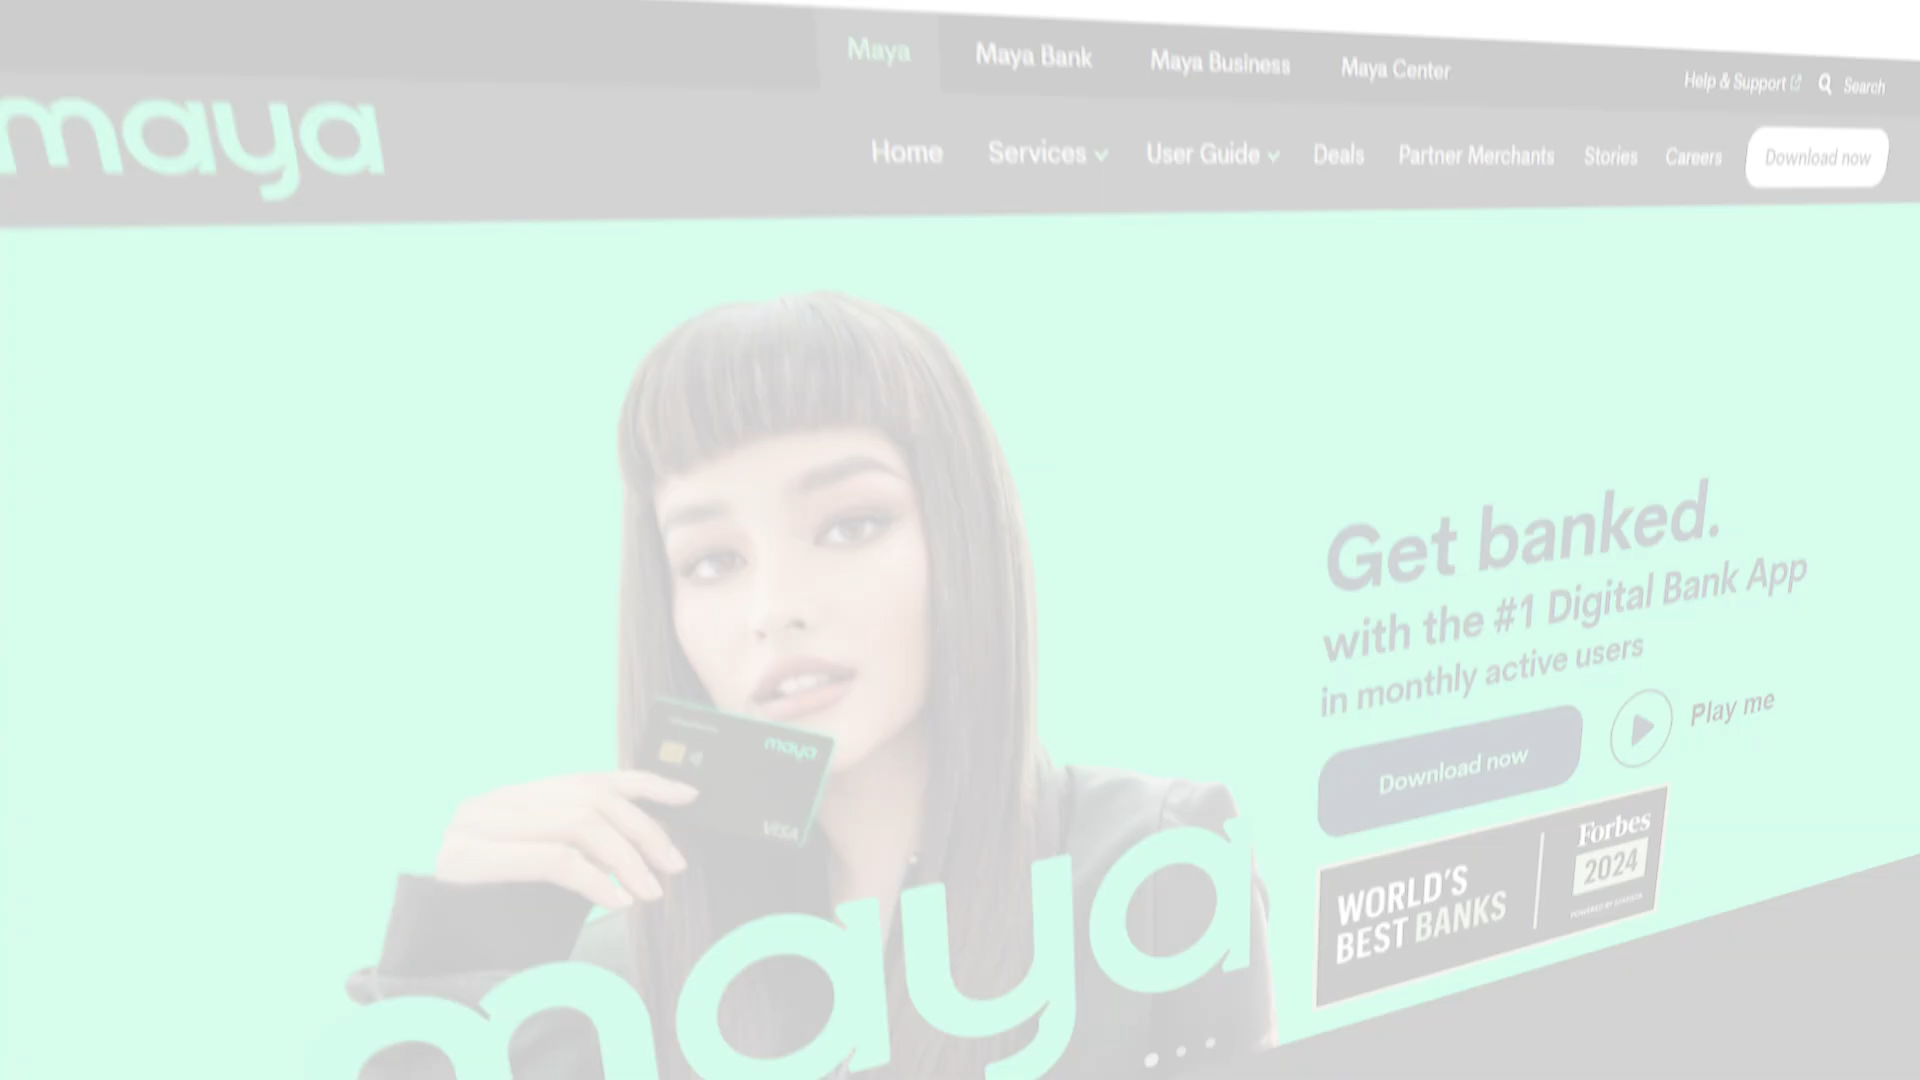 Maya
Maya Bank
Maya Business
Maya Center
Help & Support
Search
maya
Home
Services
User Guide
Deals
Partner Merchants
Stories
Careers
Download now
Get banked.
with the #1 Digital Bank App
in monthly active users
Download now
Play me
maya
VISA
WORLD'S
BEST BANKS
Forbes
2024
maya